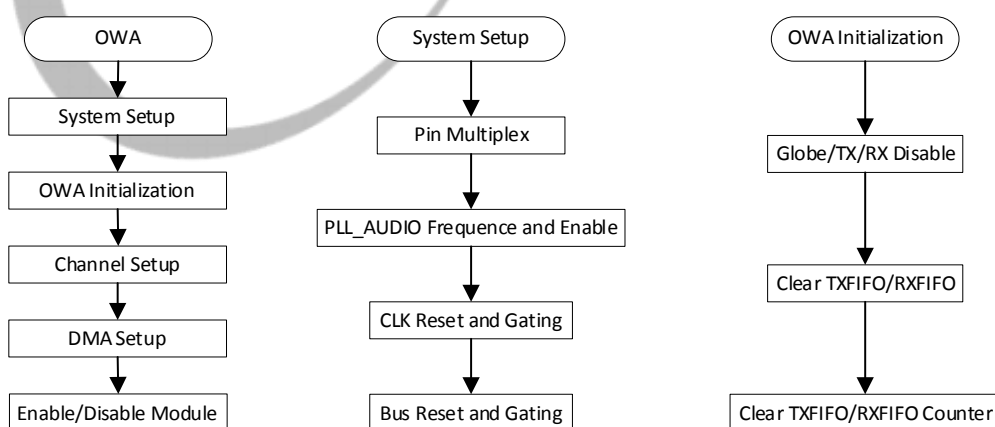 OWA
System Setup
OWA Initialization
Channel Setup
DMA Setup
Enable/Disable Module
System Setup
Pin Multiplex
PLL_AUDIO Frequence and Enable
CLK Reset and Gating
Bus Reset and Gating
OWA Initialization
Globe/TX/RX Disable
Clear TXFIFO/RXFIFO
Clear TXFIFO/RXFIFO Counter